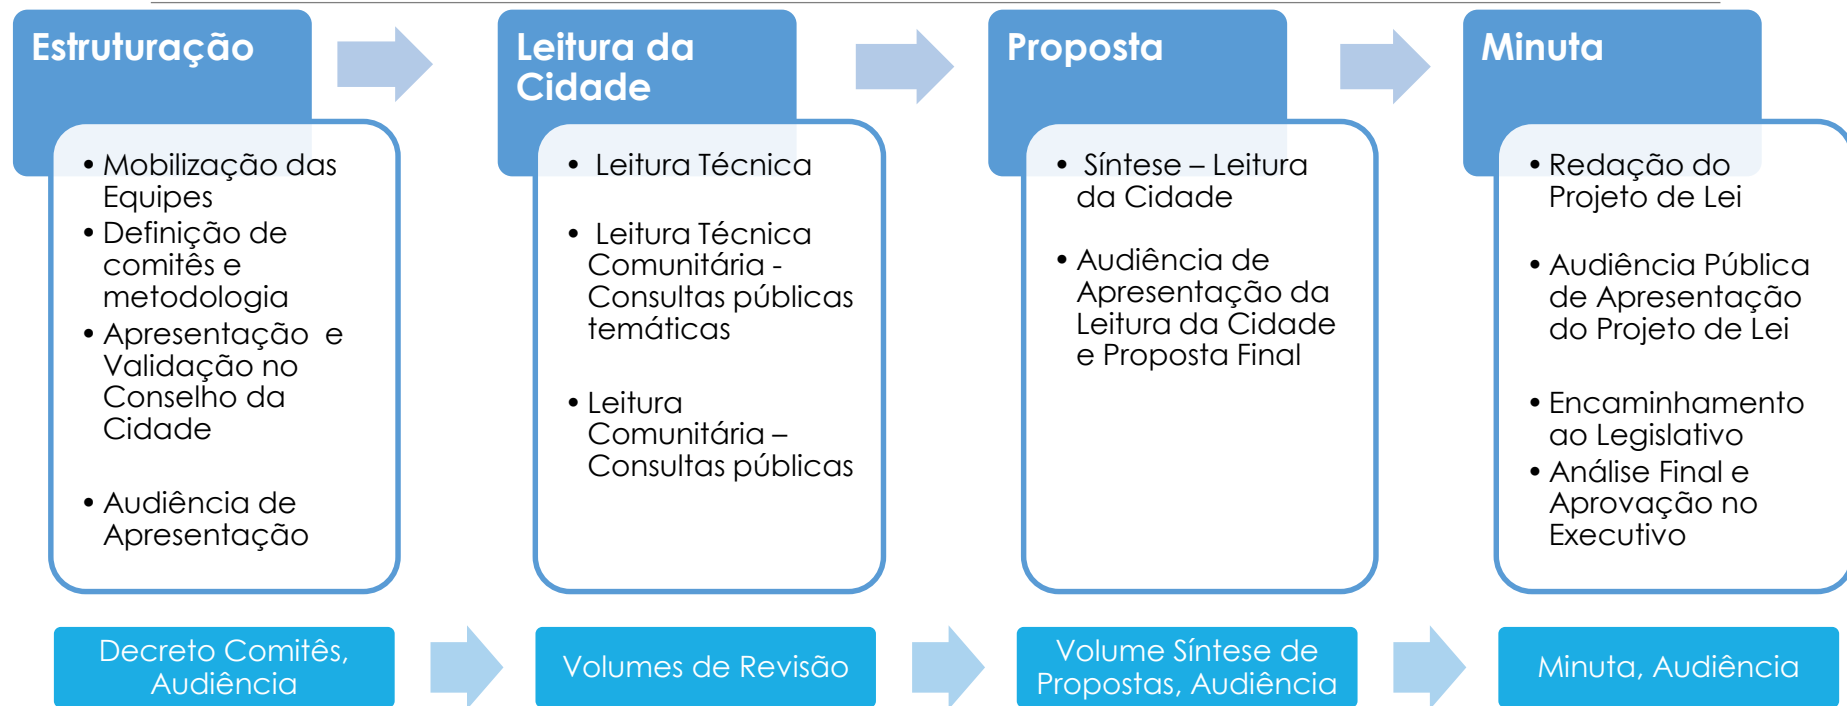 Estruturação
• Mobilização das
Equipes
• Definição de
comitês e
metodologia
• Apresentação e
Validação no
Conselho da
Cidade
• Audiência de
Apresentação
Decreto Comitês,
Audiência
Leitura da
Cidade
• Leitura Técnica
• Leitura Técnica
Comunitária -
Consultas públicas
temáticas
• Leitura
Comunitária –
Consultas públicas
Volumes de Revisão
Proposta
• Síntese – Leitura
da Cidade
• Audiência de
Apresentação da
Leitura da Cidade
e Proposta Final
Volume Síntese de
Propostas, Audiência
Minuta
• Redação do
Projeto de Lei
• Audiência Pública
de Apresentação
do Projeto de Lei
• Encaminhamento
ao Legislativo
• Análise Final e
Aprovação no
Executivo
Minuta, Audiência